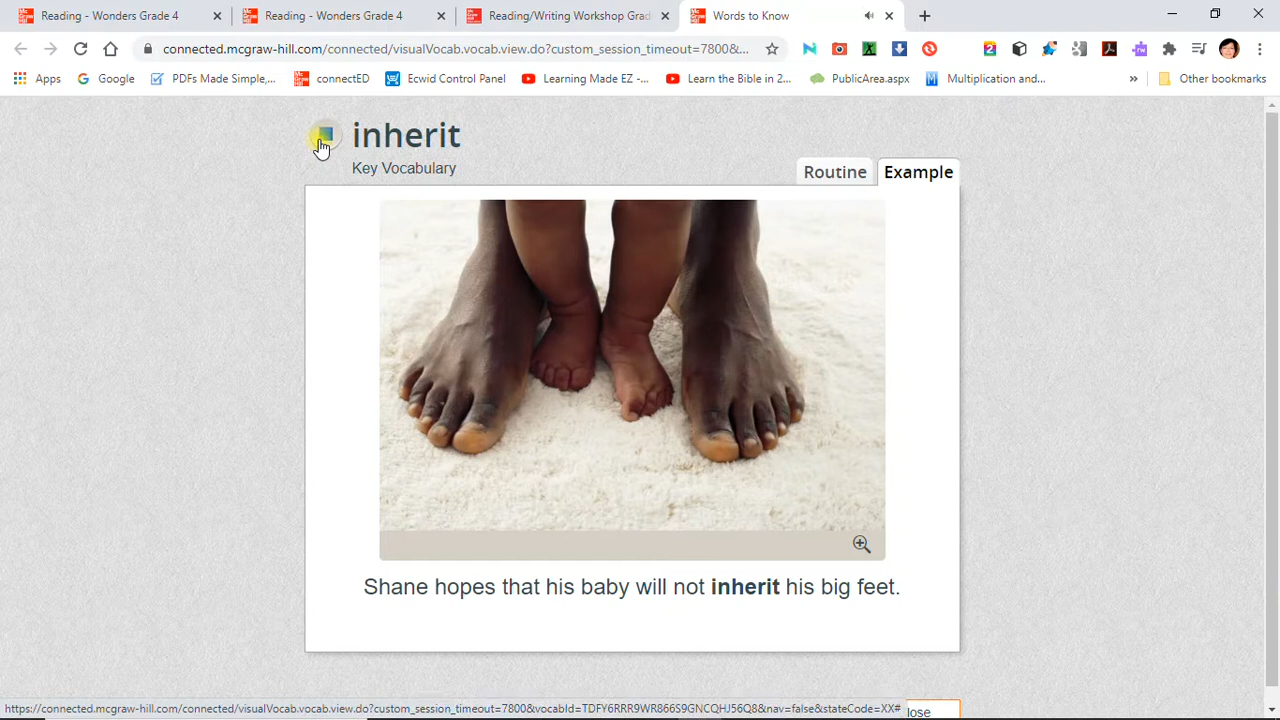 Reading - Wonders Grade 4
Reading - Wonders Grade 4
Reading/Writing Workshop Grad
Words to Know
connected.mcgraw-hill.com/connected/visualVocab.vocab.view.do?custom_session_timeout=7800&...
Apps
Google
PDFs Made Simple,...
connectED
Ecwid Control Panel
Learning Made EZ -...
Learn the Bible in 2...
PublicArea.aspx
Multiplication and...
»
Other bookmarks
inherit
Key Vocabulary
Routine
Example
Shane hopes that his baby will not inherit his big feet.
https://connected.mcgraw-hill.com/connected/visualVocab.vocab.view.do?custom_session_timeout=7800&vocabId=TDFY6RRR9WR866S9GNCQHJ56Q8&nav=false&stateCode=XX#
lose